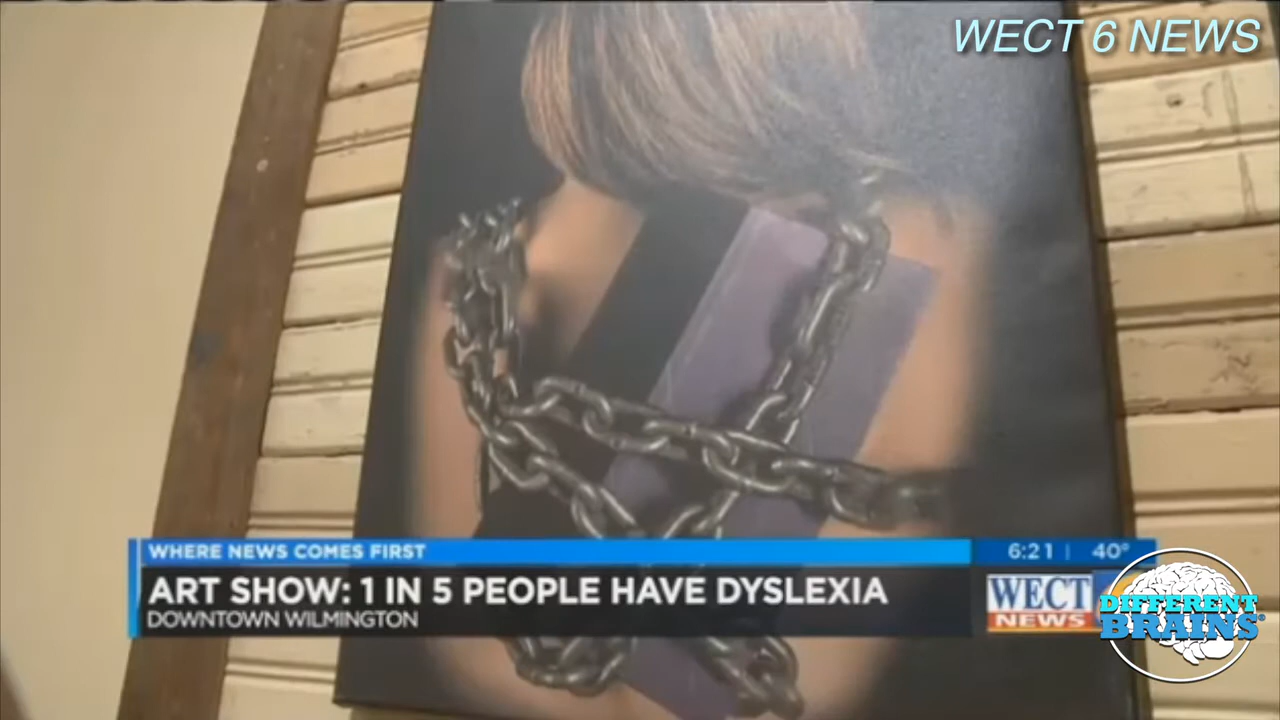 WECT 6 NEWS
WHERE NEWS COMES FIRST
6:21 | 40°
ART SHOW: 1 IN 5 PEOPLE HAVE DYSLEXIA
DOWNTOWN WILMINGTON
WECT
NEWS
DIFFERENT
BRAINS®